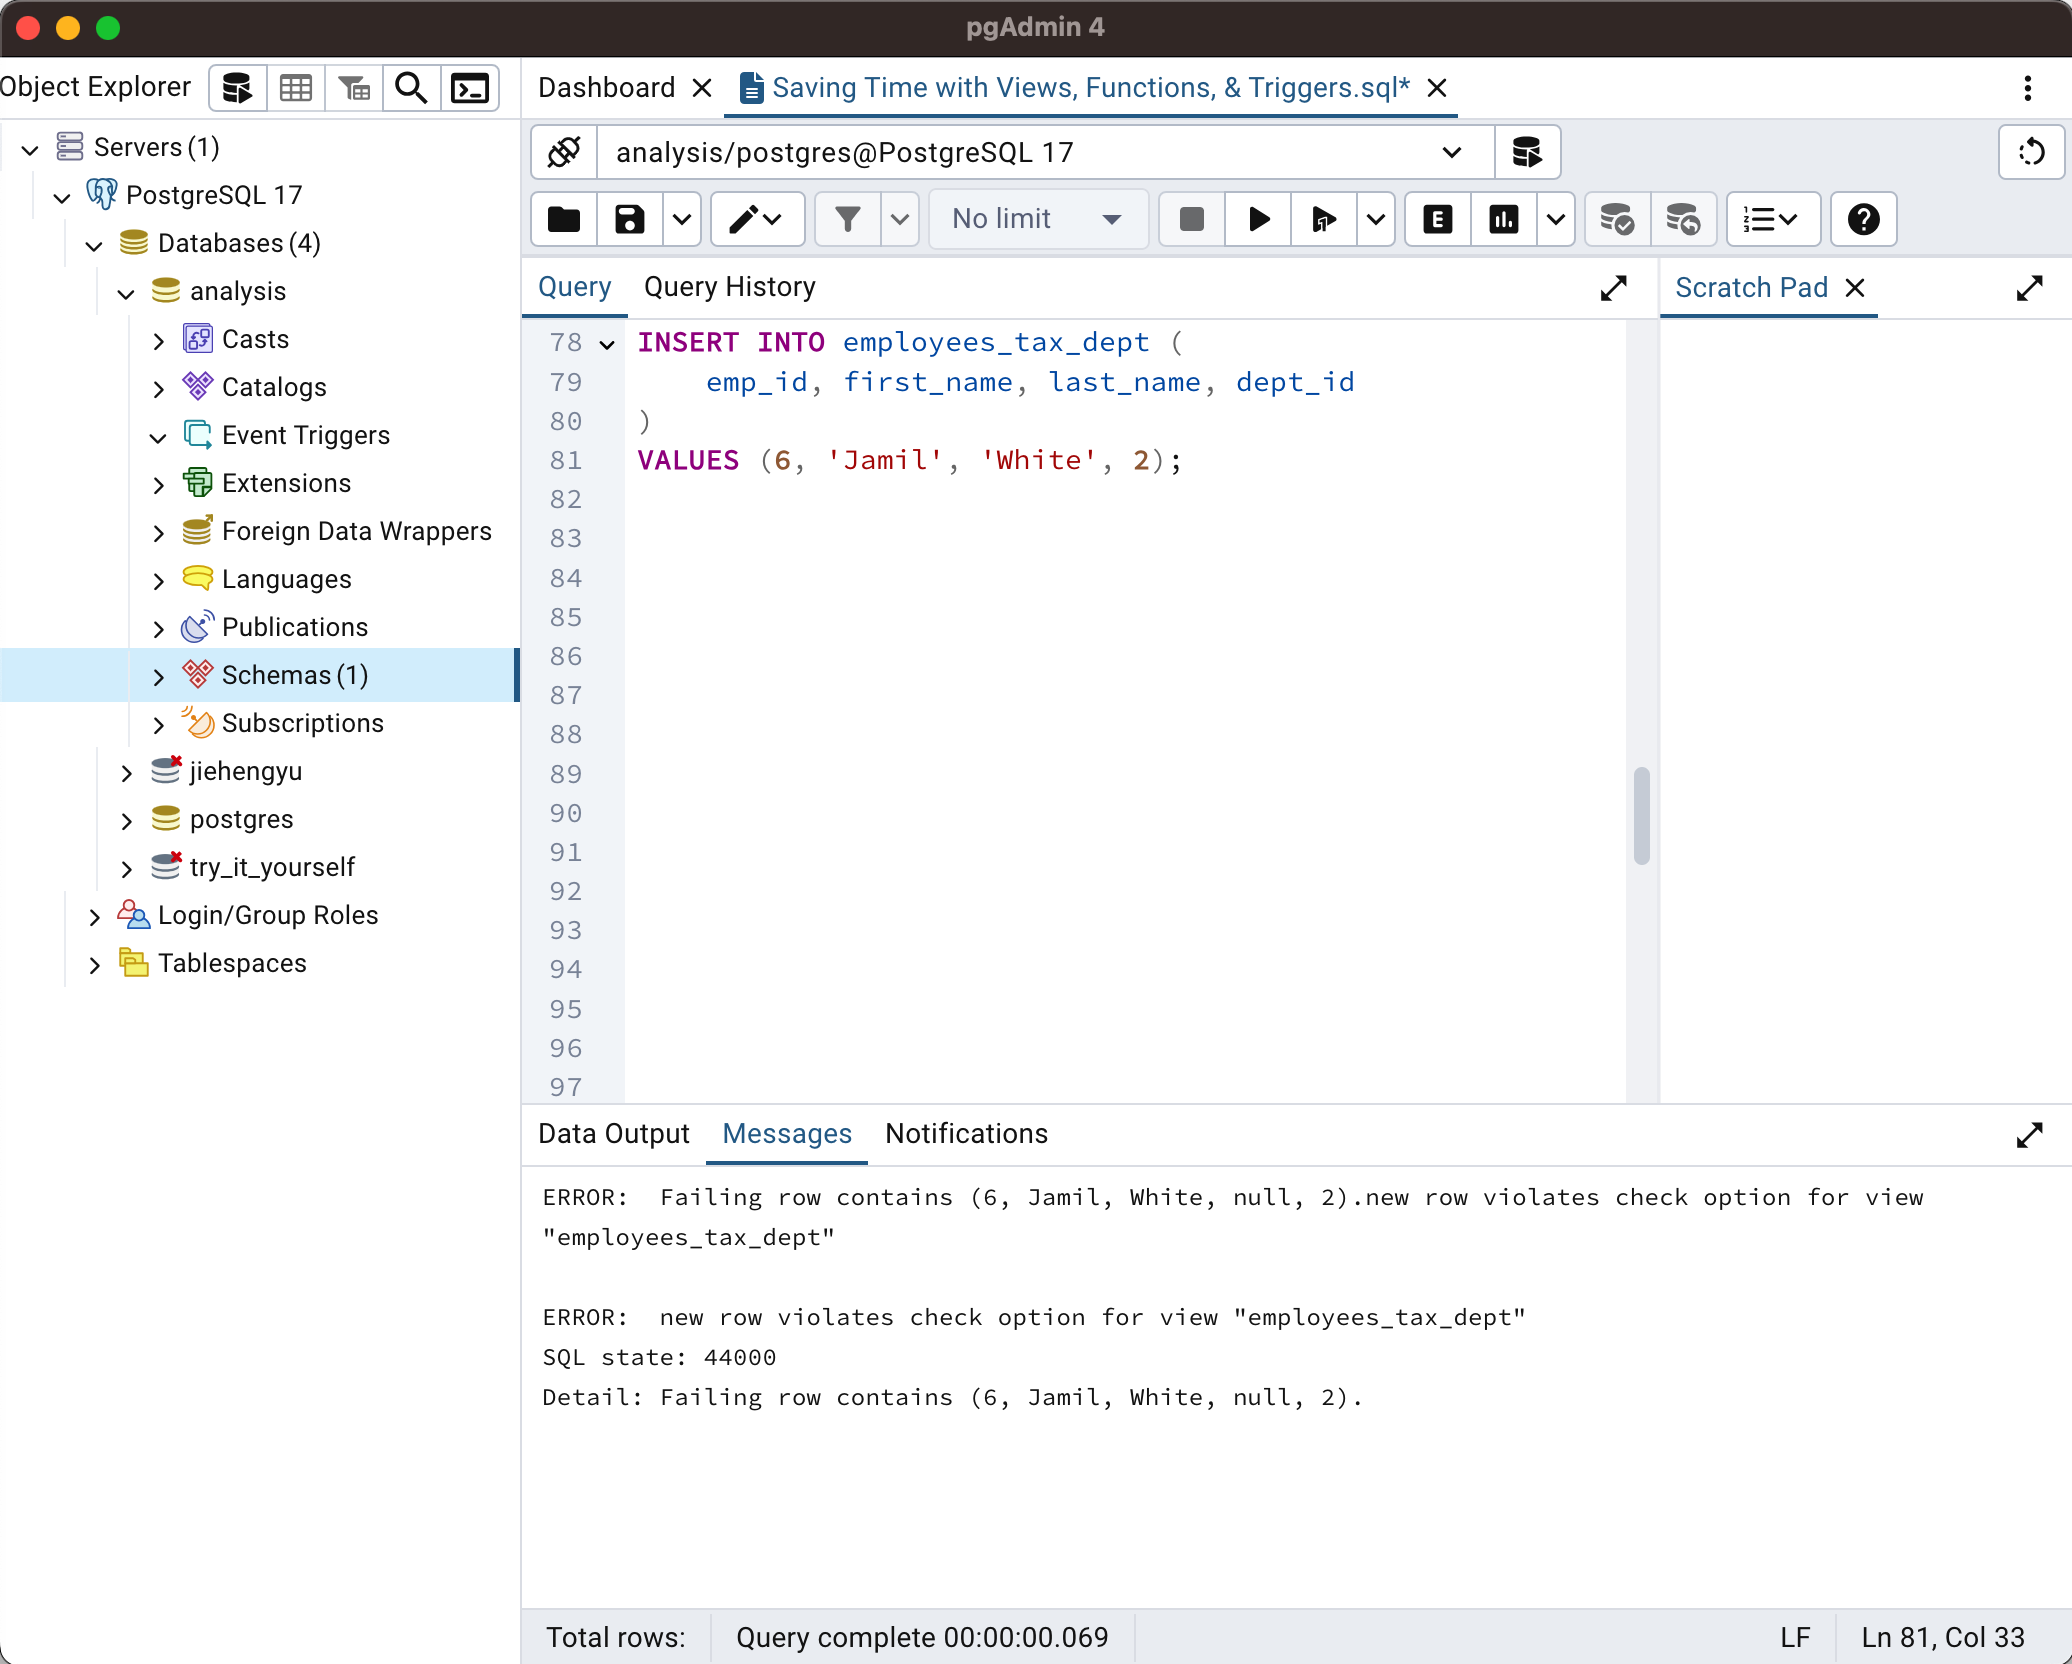 pgAdmin 4
Object Explorer
Servers (1)
PostgreSQL 17
Databases (4)
analysis
Casts
Catalogs
Event Triggers
Extensions
Foreign Data Wrappers
Languages
Publications
Schemas (1)
Subscriptions
jiehengyu
postgres
try_it_yourself
Login/Group Roles
Tablespaces
Dashboard
Saving Time with Views, Functions, & Triggers.sql*
analysis/postgres@PostgreSQL 17
No limit
E
Query Query History
Scratch Pad
78 INSERT INTO employees_tax_dept (
79 emp_id, first_name, last_name, dept_id
80 )
81 VALUES (6, 'Jamil', 'White', 2);
82
83
84
85
86
87
88
89
90
91
92
93
94
95
96
97
Data Output Messages Notifications
ERROR:  Failing row contains (6, Jamil, White, null, 2).new row violates check option for view
"employees_tax_dept"
ERROR:  new row violates check option for view "employees_tax_dept"
SQL state: 44000
Detail: Failing row contains (6, Jamil, White, null, 2).
Total rows: Query complete 00:00:00.069 LF Ln 81, Col 33